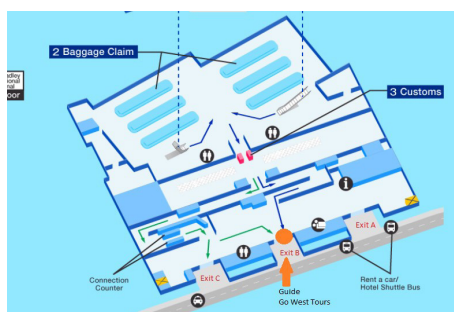 2 Baggage Claim
3 Customs
Exit A
Exit B
Exit C
Connection
Counter
Rent a car/
Hotel Shuttle Bus
Guide
Go West Tours